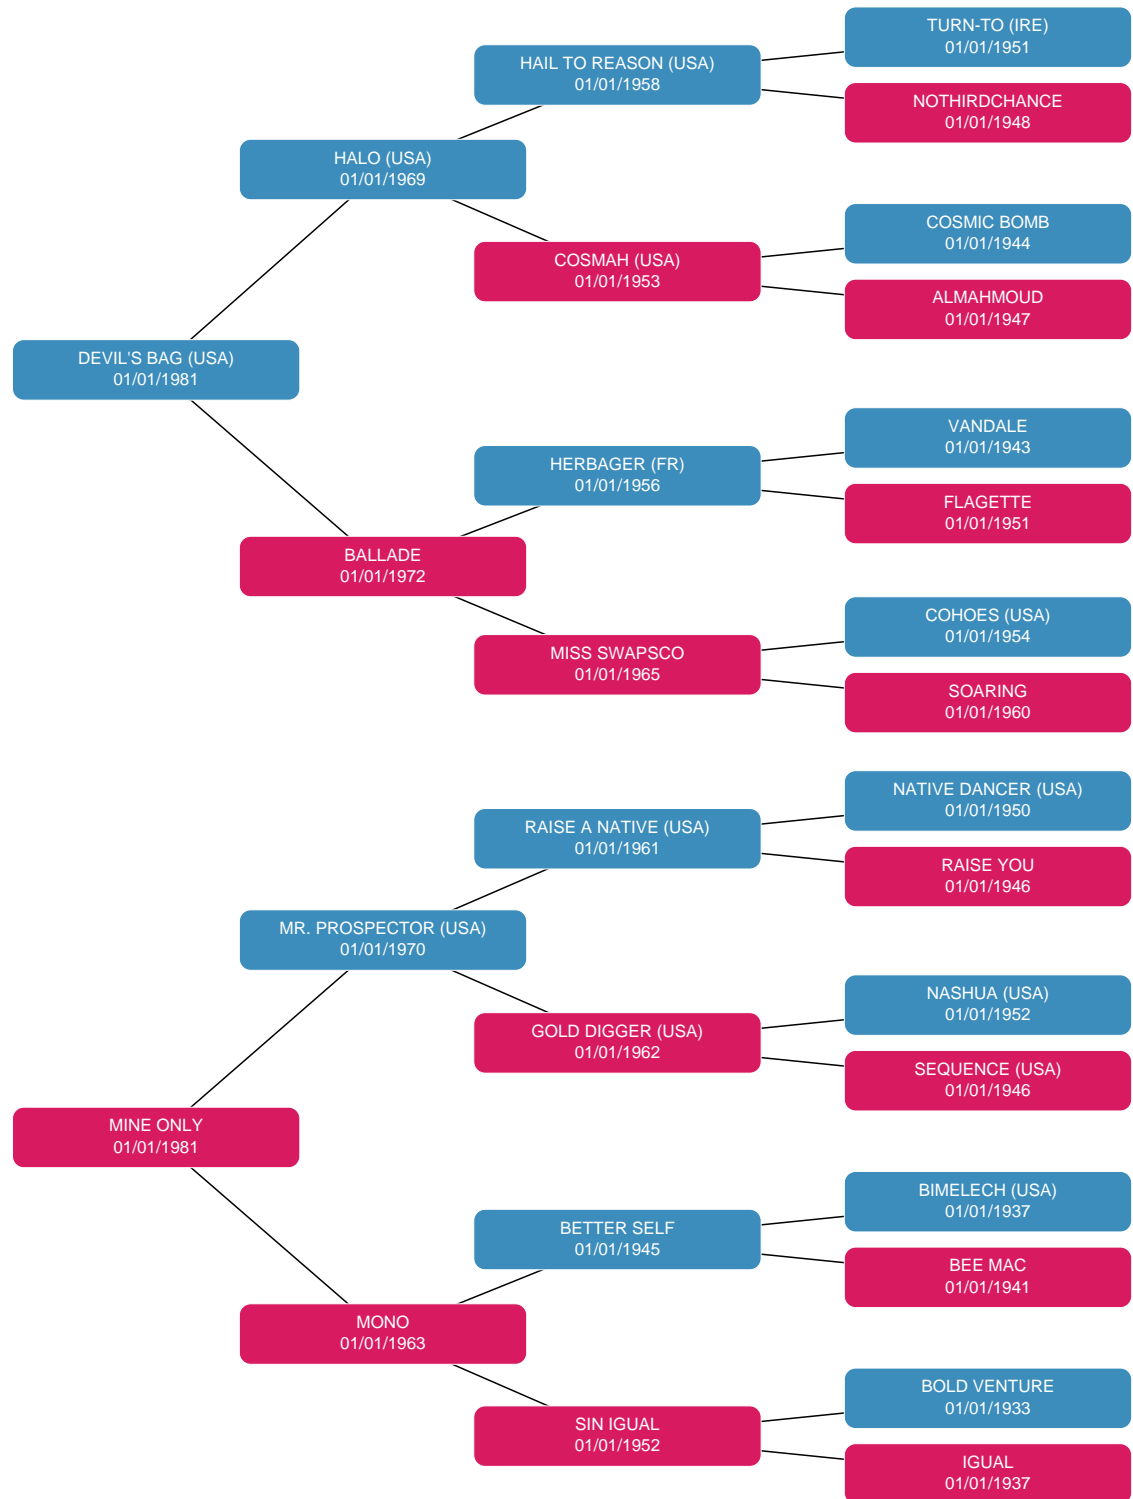 TURN-TO (IRE)
01/01/1951
HAIL TO REASON (USA)
01/01/1958
NOTHIRDCHANCE
01/01/1948
HALO (USA)
01/01/1969
COSMIC BOMB
01/01/1944
COSMAH (USA)
01/01/1953
ALMAHMOUD
01/01/1947
DEVIL'S BAG (USA)
01/01/1981
VANDALE
01/01/1943
HERBAGER (FR)
01/01/1956
FLAGETTE
01/01/1951
BALLADE
01/01/1972
COHOES (USA)
01/01/1954
MISS SWAPSCO
01/01/1965
SOARING
01/01/1960
NATIVE DANCER (USA)
01/01/1950
RAISE A NATIVE (USA)
01/01/1961
RAISE YOU
01/01/1946
MR. PROSPECTOR (USA)
01/01/1970
NASHUA (USA)
01/01/1952
GOLD DIGGER (USA)
01/01/1962
SEQUENCE (USA)
01/01/1946
MINE ONLY
01/01/1981
BIMELECH (USA)
01/01/1937
BETTER SELF
01/01/1945
BEE MAC
01/01/1941
MONO
01/01/1963
BOLD VENTURE
01/01/1933
SIN IGUAL
01/01/1952
IGUAL
01/01/1937